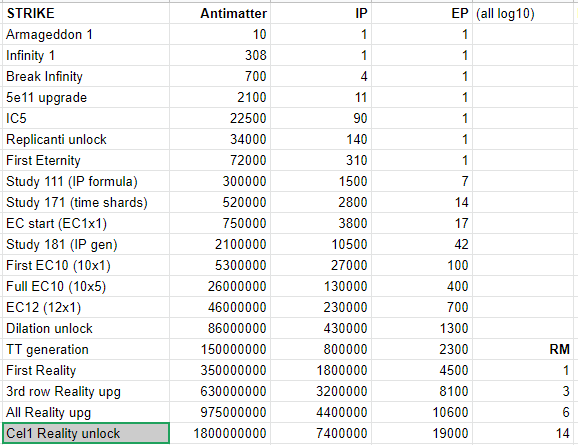 STRIKE Antimatter IP EP (all log10)
Armageddon 1 10 1 1
Infinity 1 308 1 1
Break Infinity 700 4 1
5e11 upgrade 2100 11 1
IC5 22500 90 1
Replicanti unlock 34000 140 1
First Eternity 72000 310 1
Study 111 (IP formula) 300000 1500 7
Study 171 (time shards) 520000 2800 14
EC start (EC1x1) 750000 3800 17
Study 181 (IP gen) 2100000 10500 42
First EC10 (10x1) 5300000 27000 100
Full EC10 (10x5) 26000000 130000 400
EC12 (12x1) 46000000 230000 700
Dilation unlock 86000000 430000 1300
TT generation 150000000 800000 2300 RM
First Reality 350000000 1800000 4500 1
3rd row Reality upg 630000000 3200000 8100 3
All Reality upg 975000000 4400000 10600 6
Cel1 Reality unlock 1800000000 7400000 19000 14